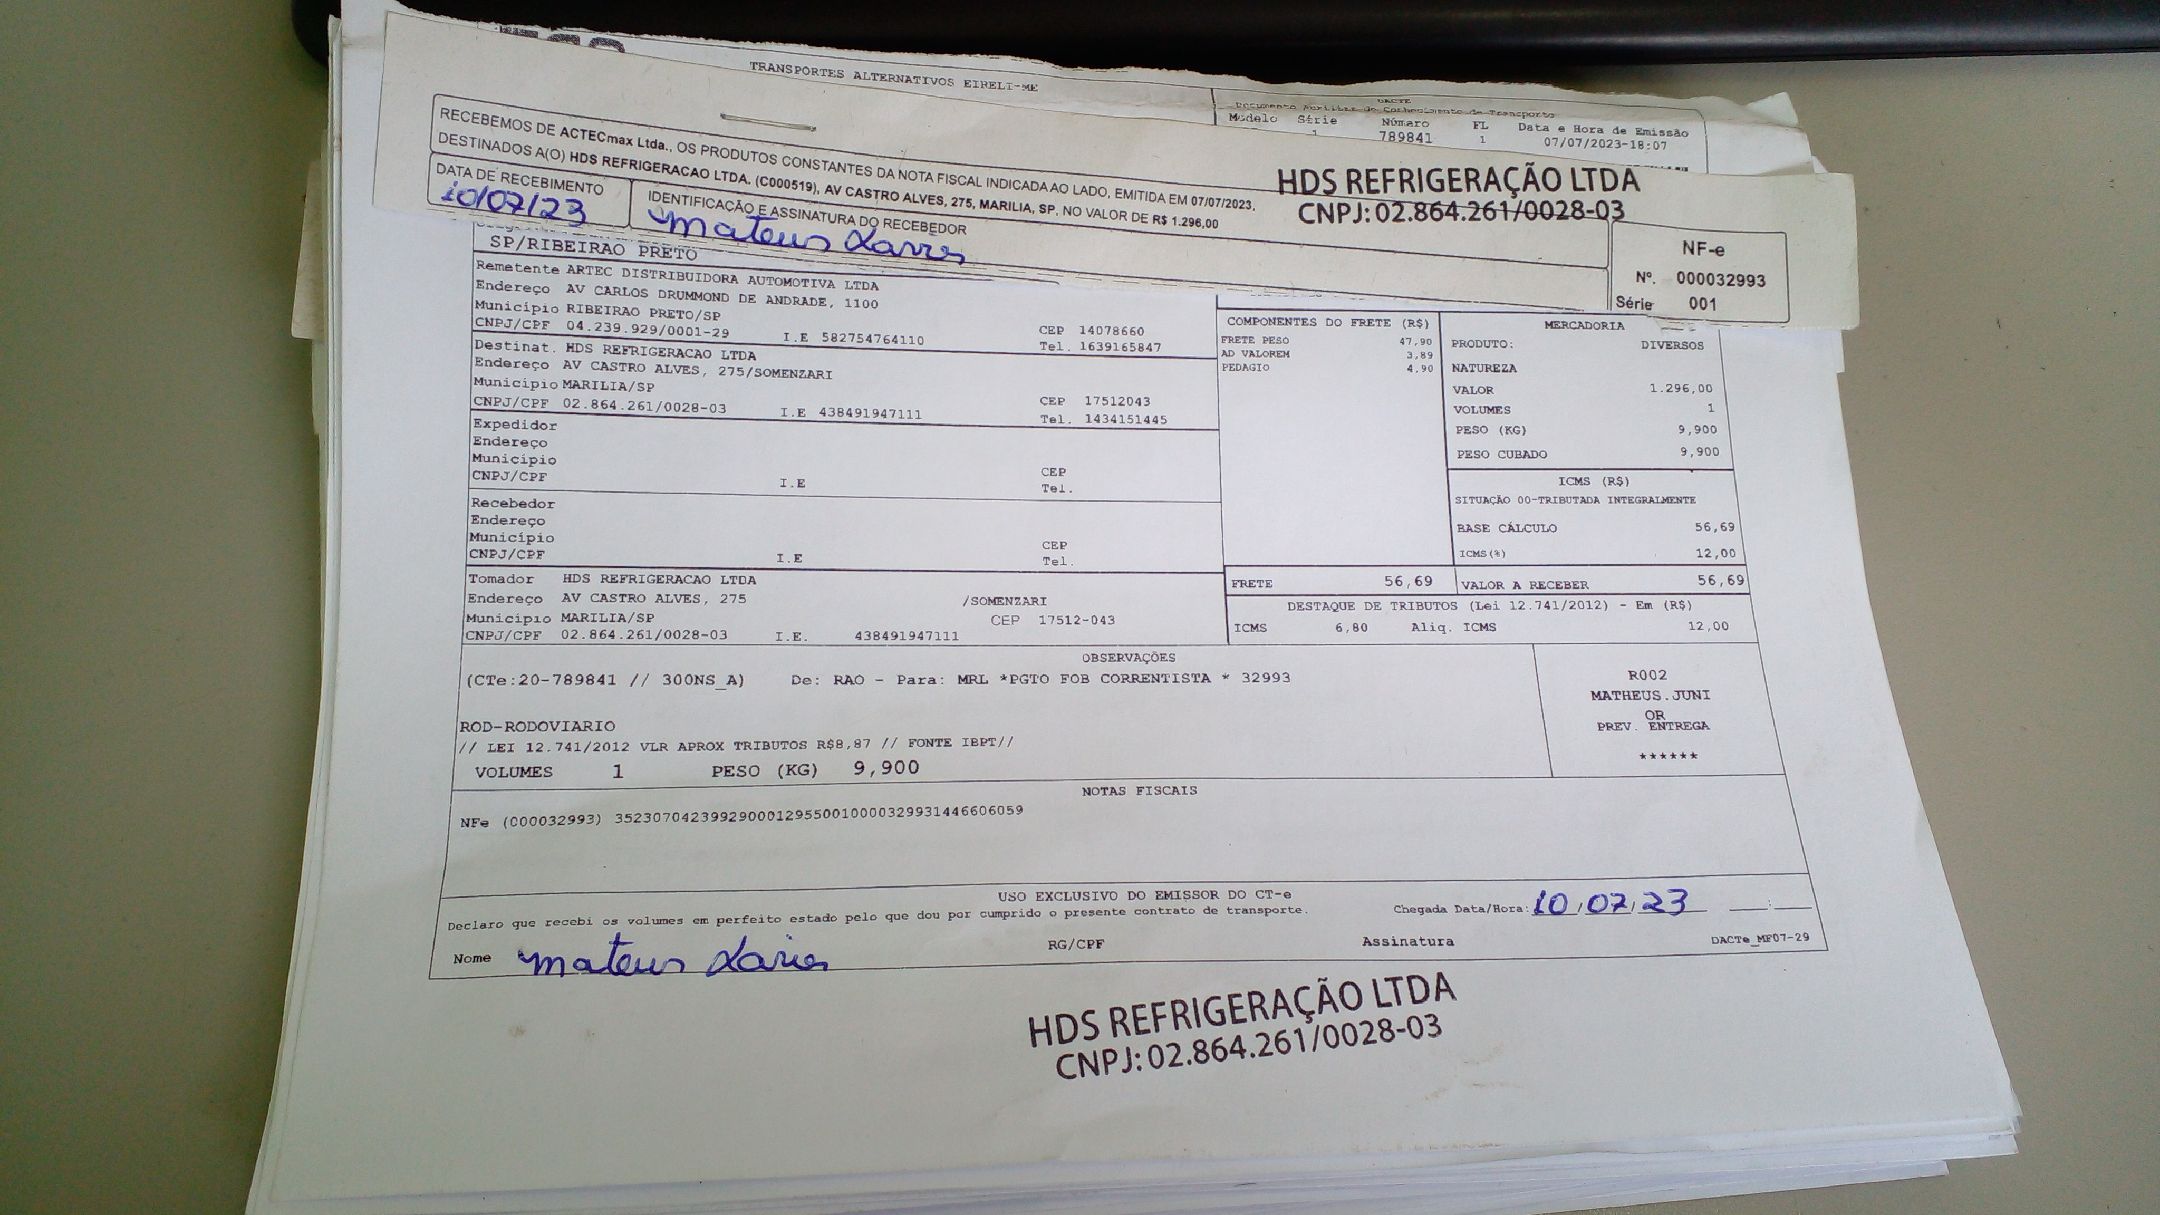 TRANSPORTES ALTERNATIVOS EIRELI-ME
DACTE
Documento Auxiliar do Conhecimento de Transporte
Modelo Série Número FL Data e Hora de Emissão
789841 1 07/07/2023-18:07
RECEBEMOS DE ACTECmax Ltda., OS PRODUTOS CONSTANTES DA NOTA FISCAL INDICADA AO LADO, EMITIDA EM 07/07/2023,
DESTINADOS A(O) HDS REFRIGERACAO LTDA. (C000519), AV CASTRO ALVES, 275, MARILIA, SP, NO VALOR DE R$ 1.296,00
HDS REFRIGERAÇÃO LTDA
CNPJ: 02.864.261/0028-03
DATA DE RECEBIMENTO
10/07/23
IDENTIFICAÇÃO E ASSINATURA DO RECEBEDOR
Mateus
NF-e
Nº. 000032993
Série 001
SP/RIBEIRAO PRETO
Remetente ARTEC DISTRIBUIDORA AUTOMOTIVA LTDA
Endereço AV CARLOS DRUMMOND DE ANDRADE, 1100
Município RIBEIRAO PRETO/SP
CEP 14078660
CNPJ/CPF 04.239.929/0001-29 I.E 582754764110
Tel. 1639165847
Destinat. HDS REFRIGERACAO LTDA
Endereço AV CASTRO ALVES, 275/SOMENZARI
Município MARILIA/SP
CEP 17512043
CNPJ/CPF 02.864.261/0028-03 I.E 438491947111
Tel. 1434151445
Expedidor
Endereço
Município
CEP
CNPJ/CPF I.E
Tel.
Recebedor
Endereço
Município
CEP
CNPJ/CPF I.E
Tel.
Tomador HDS REFRIGERACAO LTDA
Endereço AV CASTRO ALVES, 275 /SOMENZARI
Município MARILIA/SP CEP 17512-043
CNPJ/CPF 02.864.261/0028-03 I.E. 438491947111
COMPONENTES DO FRETE (R$)
FRETE PESO 47,90
AD VALOREM 3,89
PEDAGIO 4,90
MERCADORIA
PRODUTO: DIVERSOS
NATUREZA
VALOR 1.296,00
VOLUMES 1
PESO (KG) 9,900
PESO CUBADO 9,900
ICMS (R$)
SITUAÇÃO 00-TRIBUTADA INTEGRALMENTE
BASE CÁLCULO 56,69
ICMS(%) 12,00
FRETE 56,69 VALOR A RECEBER 56,69
DESTAQUE DE TRIBUTOS (Lei 12.741/2012) - Em (R$)
ICMS 6,80 Aliq. ICMS 12,00
OBSERVAÇÕES
(CTe:20-789841 // 300NS_A) De: RAO - Para: MRL *PGTO FOB CORRENTISTA * 32993
ROD-RODOVIARIO
// LEI 12.741/2012 VLR APROX TRIBUTOS R$8,87 // FONTE IBPT//
VOLUMES 1 PESO (KG) 9,900
R002
MATHEUS.JUNI
OR
PREV. ENTREGA
******
NOTAS FISCAIS
NFe (000032993) 35230704239929000129550010000329931446606059
USO EXCLUSIVO DO EMISSOR DO CT-e
Declaro que recebi os volumes em perfeito estado pelo que dou por cumprido o presente contrato de transporte.
Chegada Data/Hora: 10/07/23 __:__
Nome Mateus RG/CPF Assinatura
DACTe_MF07-29
HDS REFRIGERAÇÃO LTDA
CNPJ: 02.864.261/0028-03